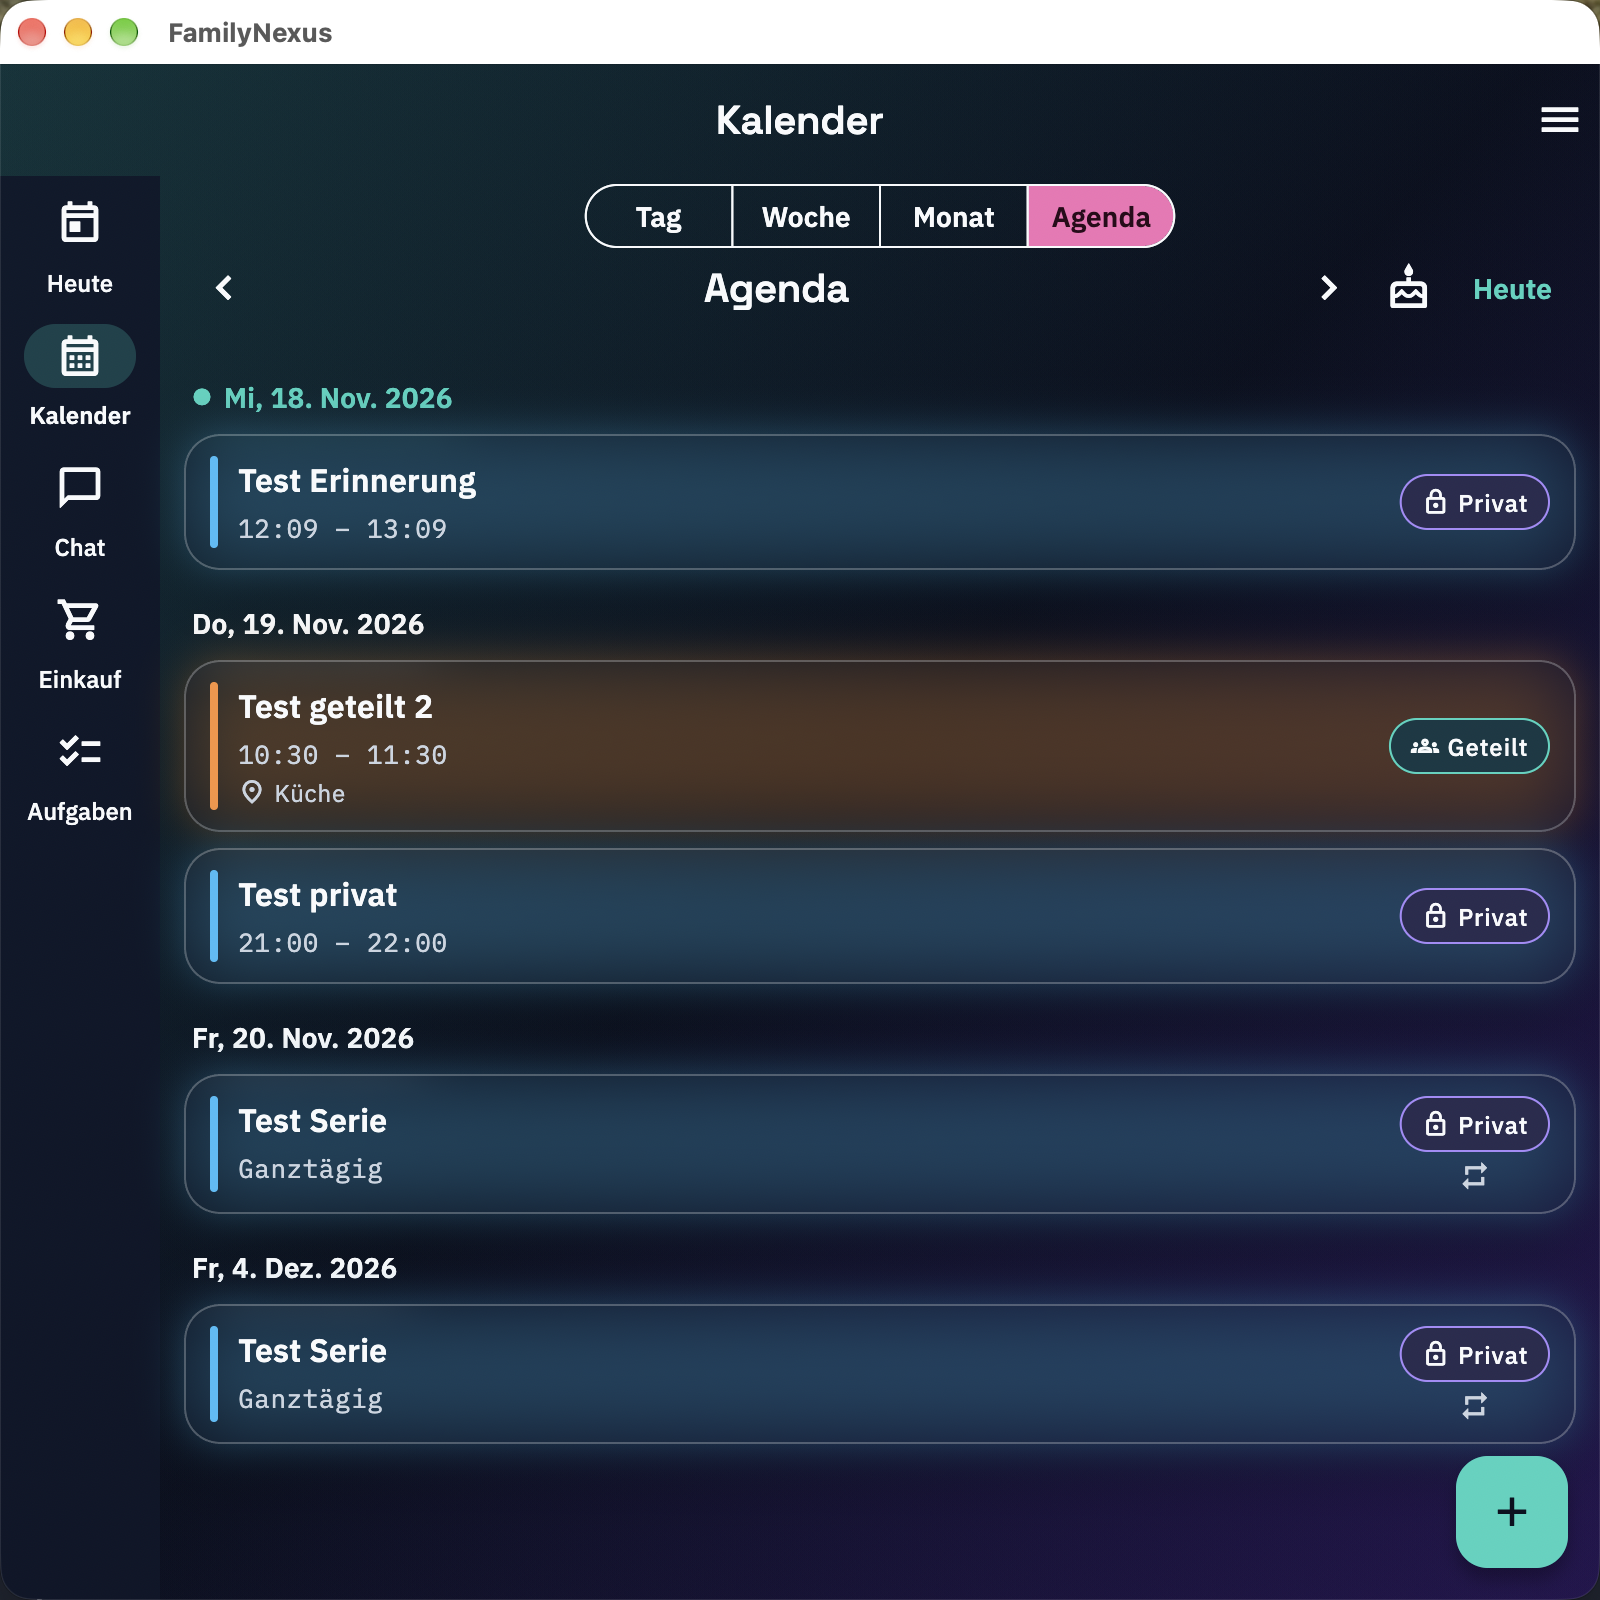 FamilyNexus
Kalender
Tag Woche Monat Agenda
Agenda
Heute
Heute
Kalender
Chat
Einkauf
Aufgaben
Mi, 18. Nov. 2026
Test Erinnerung
12:09 – 13:09
Privat
Do, 19. Nov. 2026
Test geteilt 2
10:30 – 11:30
Küche
Geteilt
Test privat
21:00 – 22:00
Privat
Fr, 20. Nov. 2026
Test Serie
Ganztägig
Privat
Fr, 4. Dez. 2026
Test Serie
Ganztägig
Privat